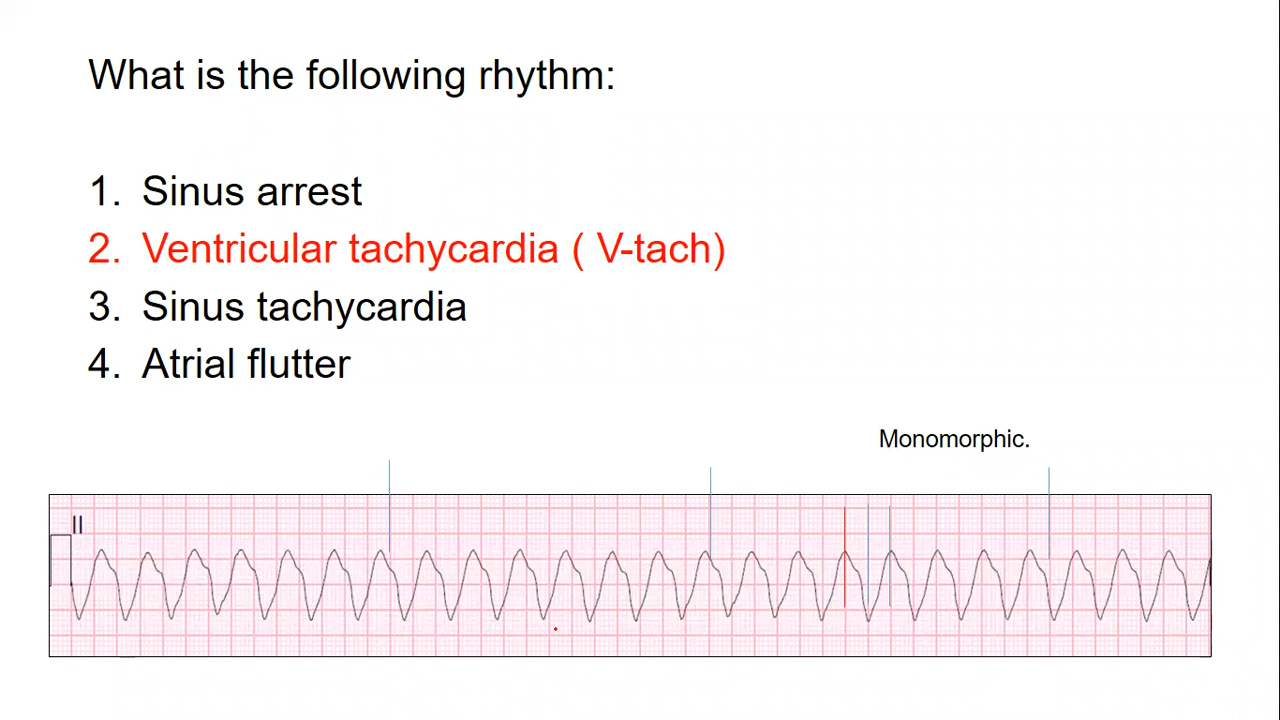 What is the following rhythm:
1. Sinus arrest
2. Ventricular tachycardia ( V-tach)
3. Sinus tachycardia
4. Atrial flutter
Monomorphic.
II